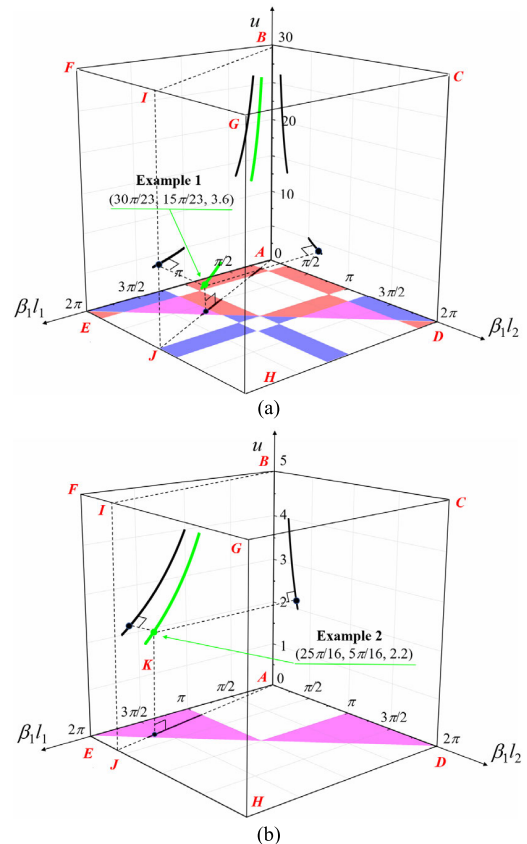 u
B 30
F
I
C
G
20
Example 1
(30π/23, 15π/23, 3.6)
10
A 0
π/2 π/2
π π
3π/2 3π/2
2π 2π
β₁l₁ β₁l₂
E D
J
H
(a)
u
B 5
F
I
C
4
G
3
2
Example 2
(25π/16, 5π/16, 2.2)
K
1
A 0
π/2 π/2
π π
3π/2 3π/2
2π 2π
β₁l₁ β₁l₂
E D
J
H
(b)